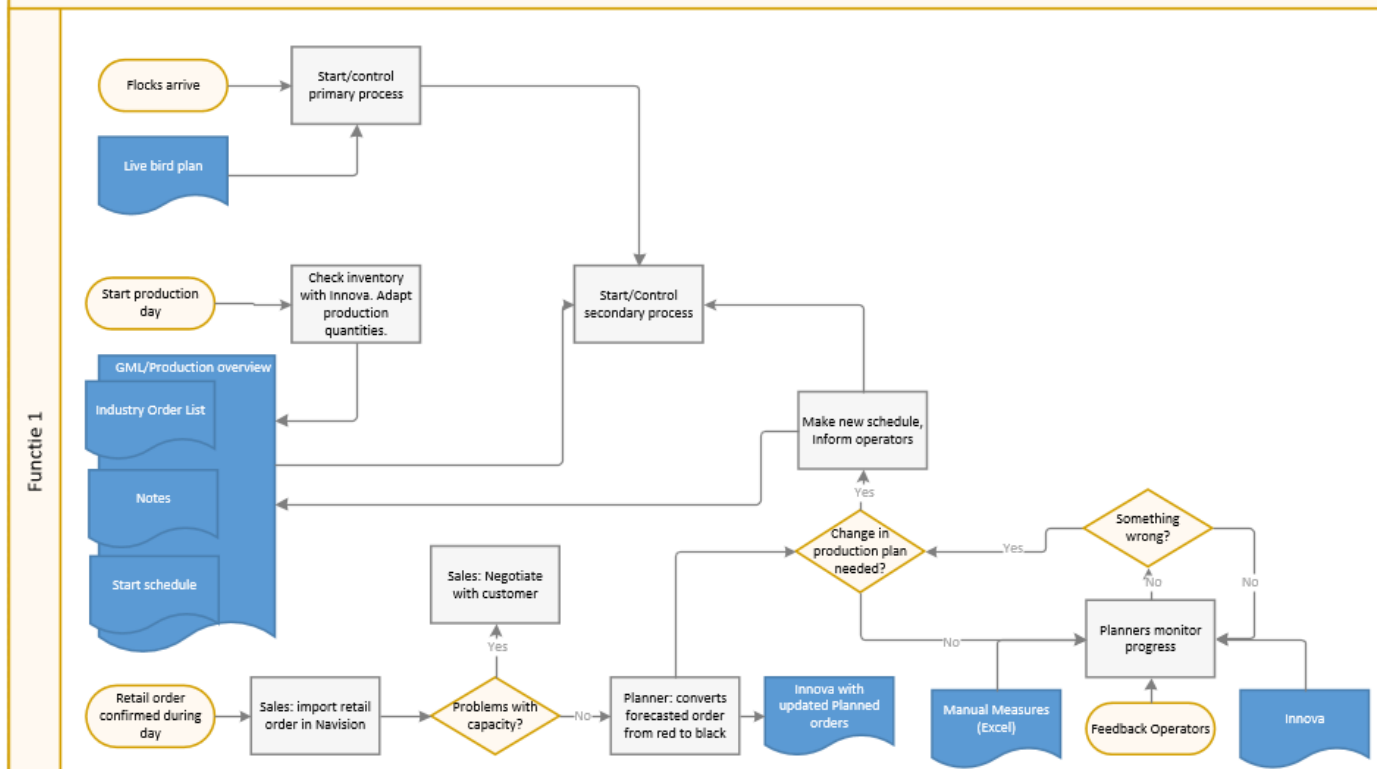 Functie 1
Flocks arrive
Start/control
primary process
Live bird plan
Start production
day
Check inventory
with Innova. Adapt
production
quantities.
Start/Control
secondary process
GML/Production overview
Industry Order List
Notes
Start schedule
Make new schedule,
Inform operators
Yes
Change in
production plan
needed?
Something
wrong?
Yes
No
No
No
Planners monitor
progress
Sales: Negotiate
with customer
Yes
Retail order
confirmed during
day
Sales: import retail
order in Navision
Problems with
capacity?
No
Planner: converts
forecasted order
from red to black
Innova with
updated Planned
orders
Manual Measures
(Excel)
Feedback Operators
Innova